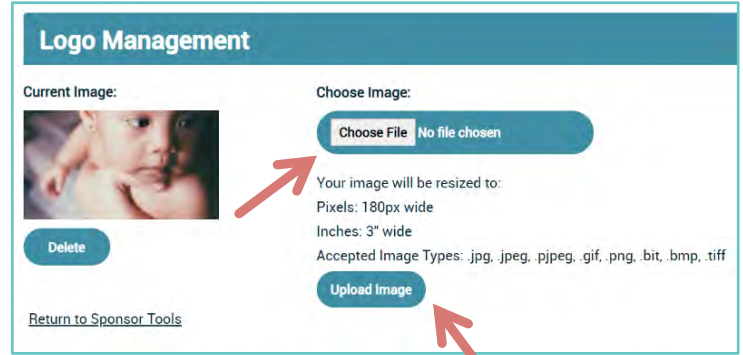 Logo Management
Current Image:
Choose Image:
Choose File No file chosen
Your image will be resized to:
Pixels: 180px wide
Inches: 3" wide
Accepted Image Types: .jpg, .jpeg, .pjpeg, .gif, .png, .bit, .bmp, .tiff
Delete
Upload Image
Return to Sponsor Tools